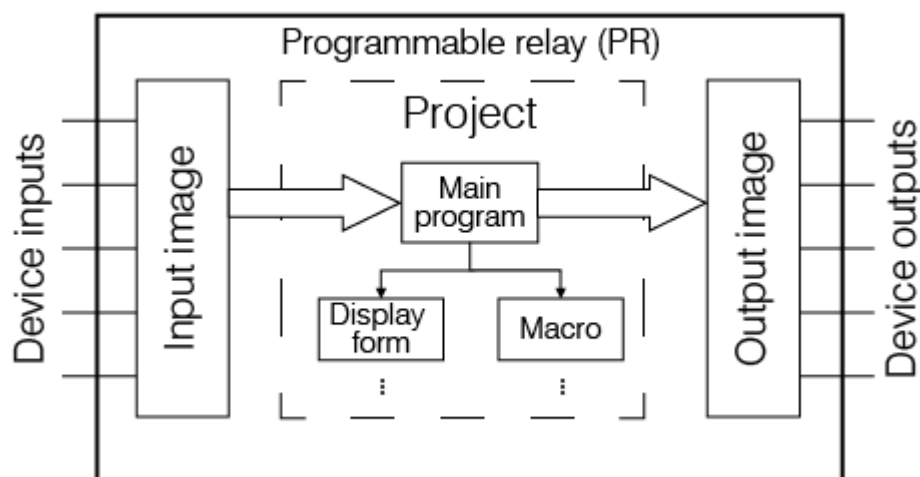 Programmable relay (PR)
Project
Device inputs
Input image
Main
program
Display
form
Macro
Output image
Device outputs